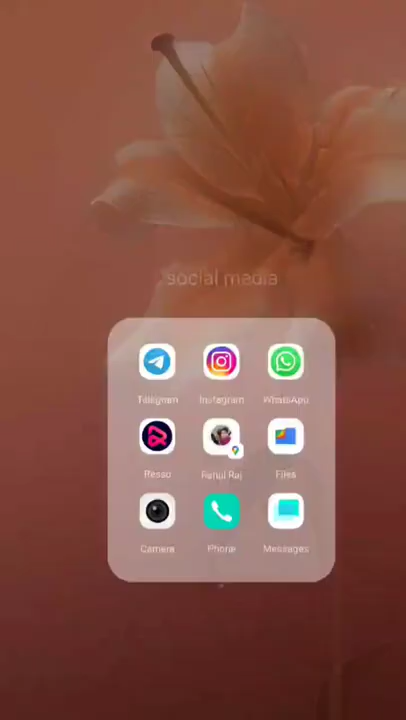 social media
Telegram
Instagram
WhatsApp
Resso
Rahul Raj
Files
Camera
Phone
Messages